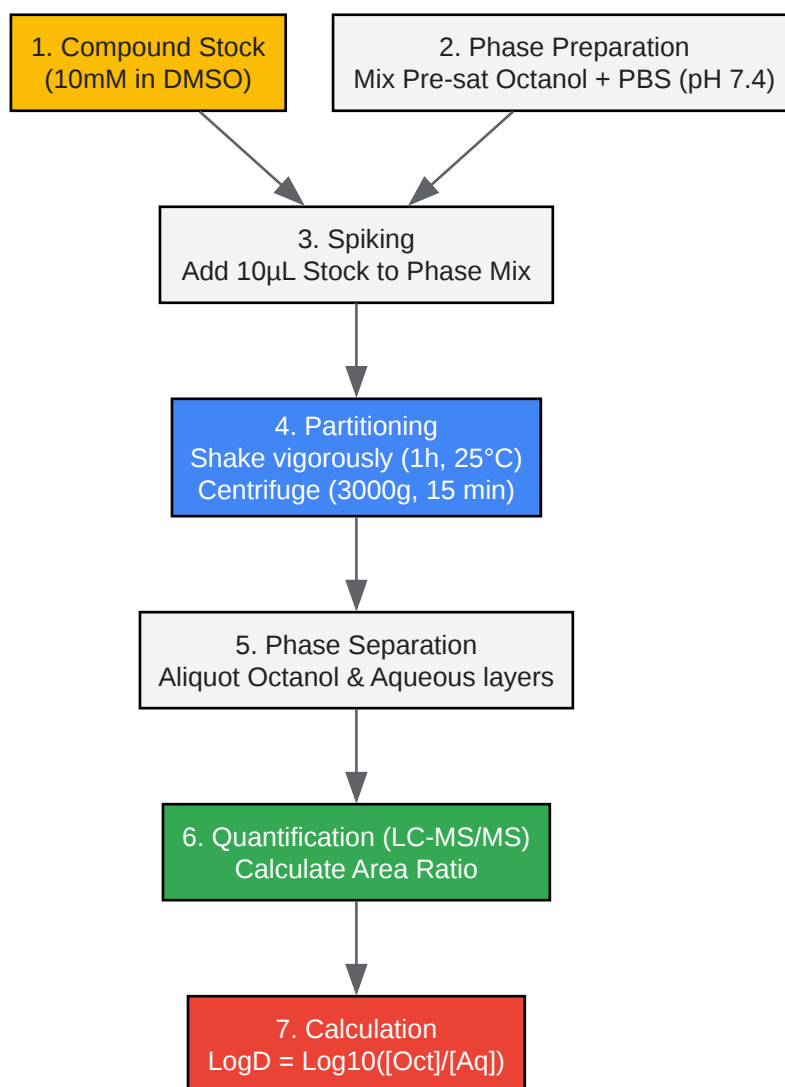 1. Compound Stock
(10mM in DMSO)
2. Phase Preparation
Mix Pre-sat Octanol + PBS (pH 7.4)
3. Spiking
Add 10µL Stock to Phase Mix
4. Partitioning
Shake vigorously (1h, 25°C)
Centrifuge (3000g, 15 min)
5. Phase Separation
Aliquot Octanol & Aqueous layers
6. Quantification (LC-MS/MS)
Calculate Area Ratio
7. Calculation
LogD = Log10([Oct]/[Aq])